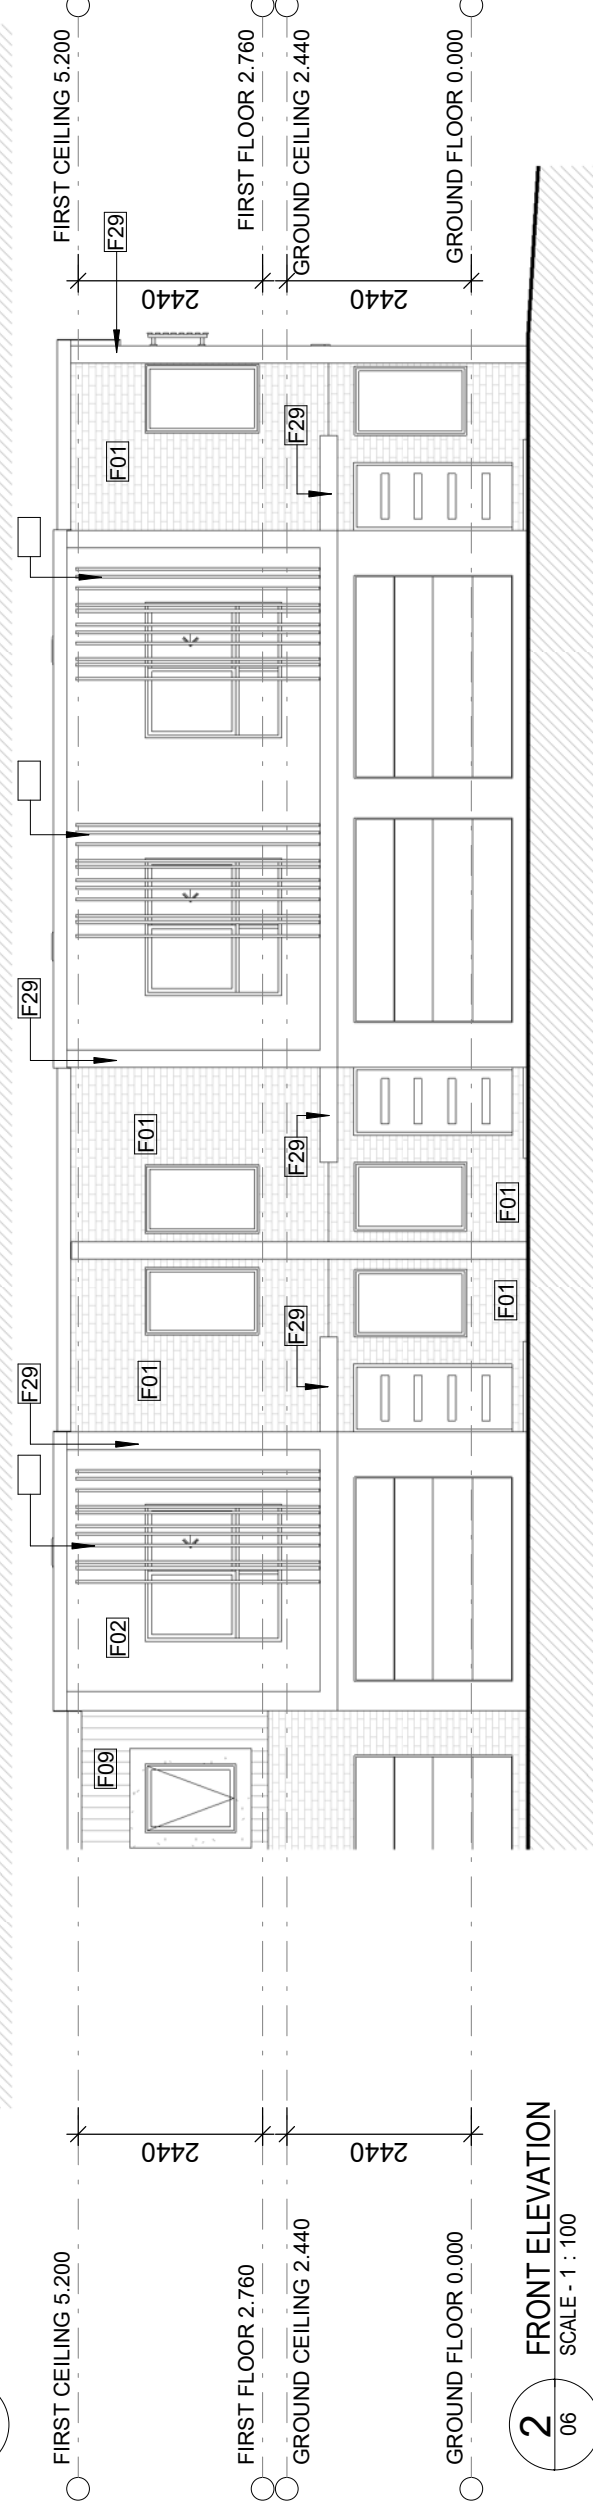 FIRST CEILING 5.200
FIRST FLOOR 2.760
GROUND CEILING 2.440
GROUND FLOOR 0.000
2440
2440
F09
F02
F29
F01
F29
F01
F01
F29
F01
F29
F29
F01
F29
2440
2440
FIRST CEILING 5.200
FIRST FLOOR 2.760
GROUND CEILING 2.440
GROUND FLOOR 0.000
2
06
FRONT ELEVATION
SCALE - 1 : 100